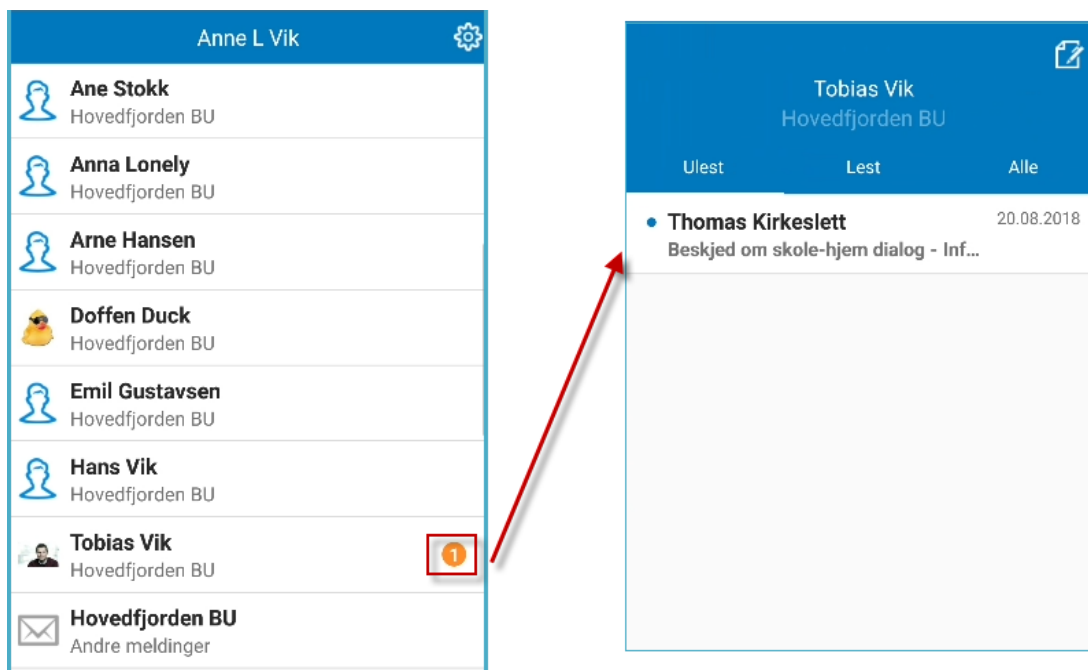 Anne L Vik
Ane Stokk
Hovedfjorden BU
Anna Lonely
Hovedfjorden BU
Arne Hansen
Hovedfjorden BU
Doffen Duck
Hovedfjorden BU
Emil Gustavsen
Hovedfjorden BU
Hans Vik
Hovedfjorden BU
Tobias Vik
1
Hovedfjorden BU
Hovedfjorden BU
Andre meldinger
Tobias Vik
Hovedfjorden BU
Ulest Lest Alle
Thomas Kirkeslett 20.08.2018
Beskjed om skole-hjem dialog - Inf...